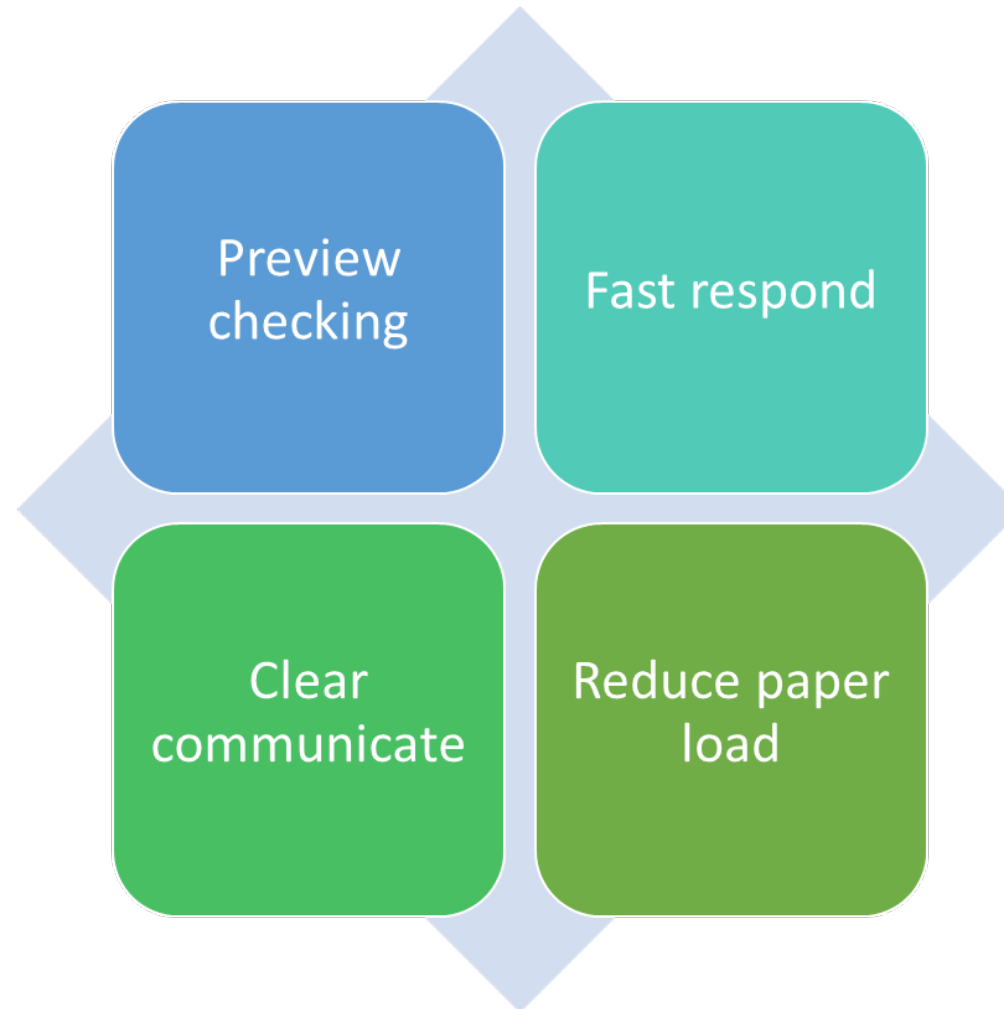 Preview
checking
Fast respond
Clear
communicate
Reduce paper
load